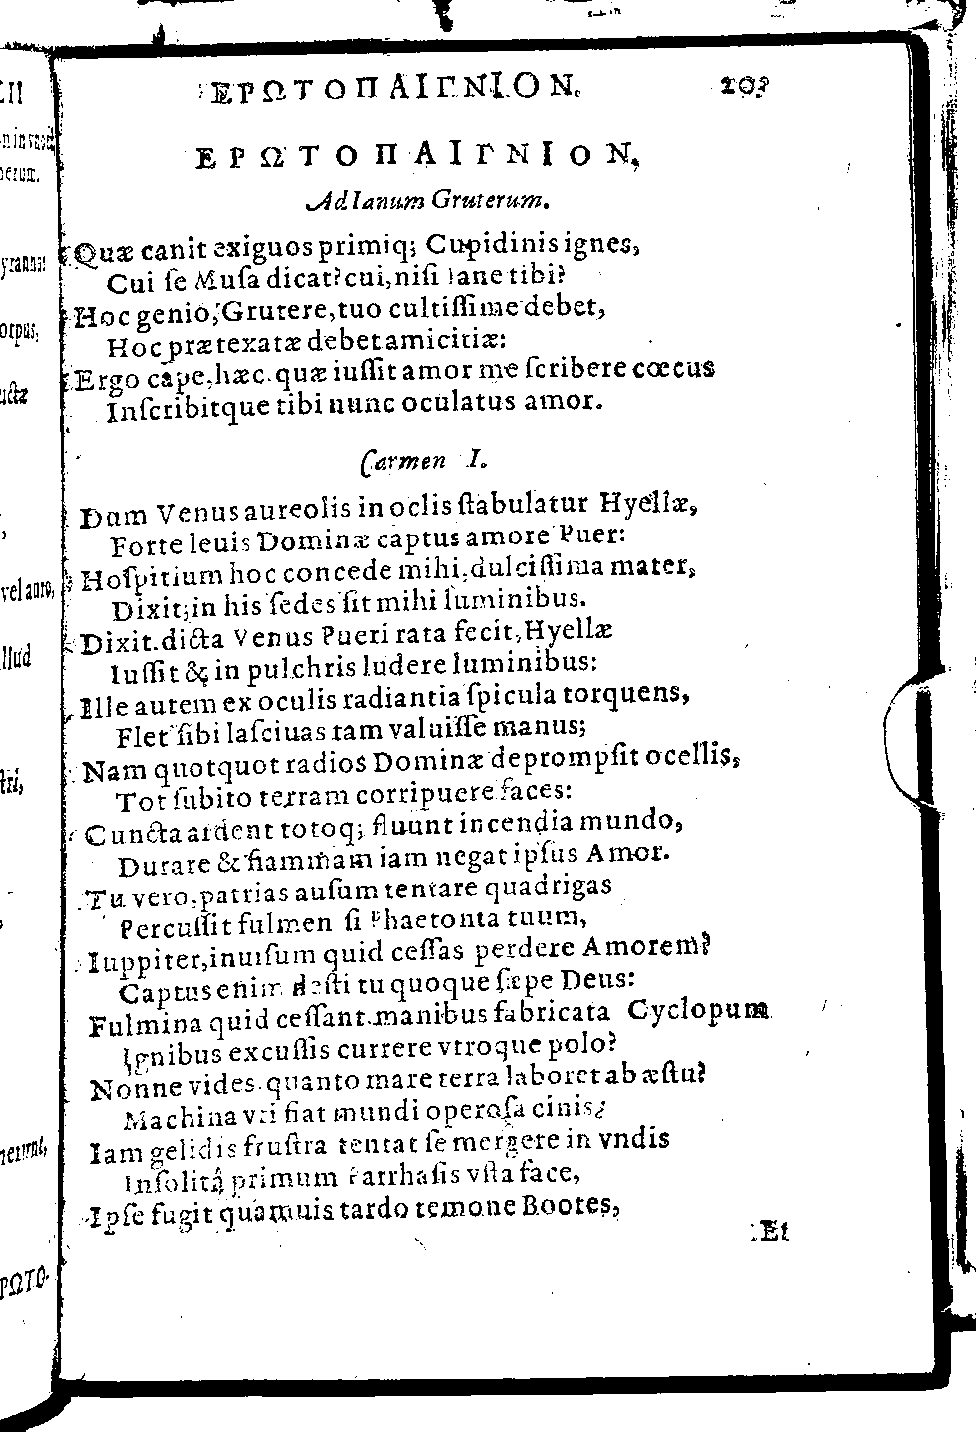 ΕΡΩΤΟΠΑΙΓΝΙΟΝ. 203
ΕΡΩΤΟΠΑΙΓΝΙΟΝ,
Ad Ianum Gruterum.
Quæ canit exiguos primiq; Cupidinis ignes,
Cui ſe Muſa dicat? cui, niſi Iane tibi?
Hoc genio, Grutere, tuo cultiſſime debet,
Hoc prætexatæ debet amicitiæ:
Ergo cape, hæc quæ iuſſit amor me ſcribere cœcus
Inſcribitque tibi nunc oculatus amor.
Carmen I.
Dum Venus aureolis in oclis ſtabulatur Hyellæ,
Forte leuis Dominæ captus amore Puer:
Hoſpitium hoc concede mihi, dulciſſima mater,
Dixit; in his ſedes ſit mihi luminibus.
Dixit. dicta Venus Pueri rata fecit, Hyellæ
Iuſſit & in pulchris ludere luminibus:
Ille autem ex oculis radiantia ſpicula torquens,
Flet ſibi laſciuas tam valuiſſe manus;
Nam quotquot radios Dominæ deprompſit ocellis,
Tot ſubito terram corripuere faces:
Cuncta ardent totoq; fluunt incendia mundo,
Durare & flammam iam negat ipſus Amor.
Tu vero, patrias auſum tentare quadrigas
Percuſſit fulmen ſi Phaetonta tuum,
Iuppiter, inuiſum quid ceſſas perdere Amorem?
Captus enim dæſti tu quoque ſæpe Deus:
Fulmina quid ceſſant manibus fabricata Cyclopum
Ignibus excuſſis currere vtroque polo?
Nonne vides quanto mare terra laboret ab æſtu?
Machina vti fiat mundi operoſa cinis?
Iam gelidis fruſtra tentat ſe mergere in vndis
Inſolitâ primum Parrhaſis vſta face,
Ipſe fugit quamuis tardo temone Bootes,
Et